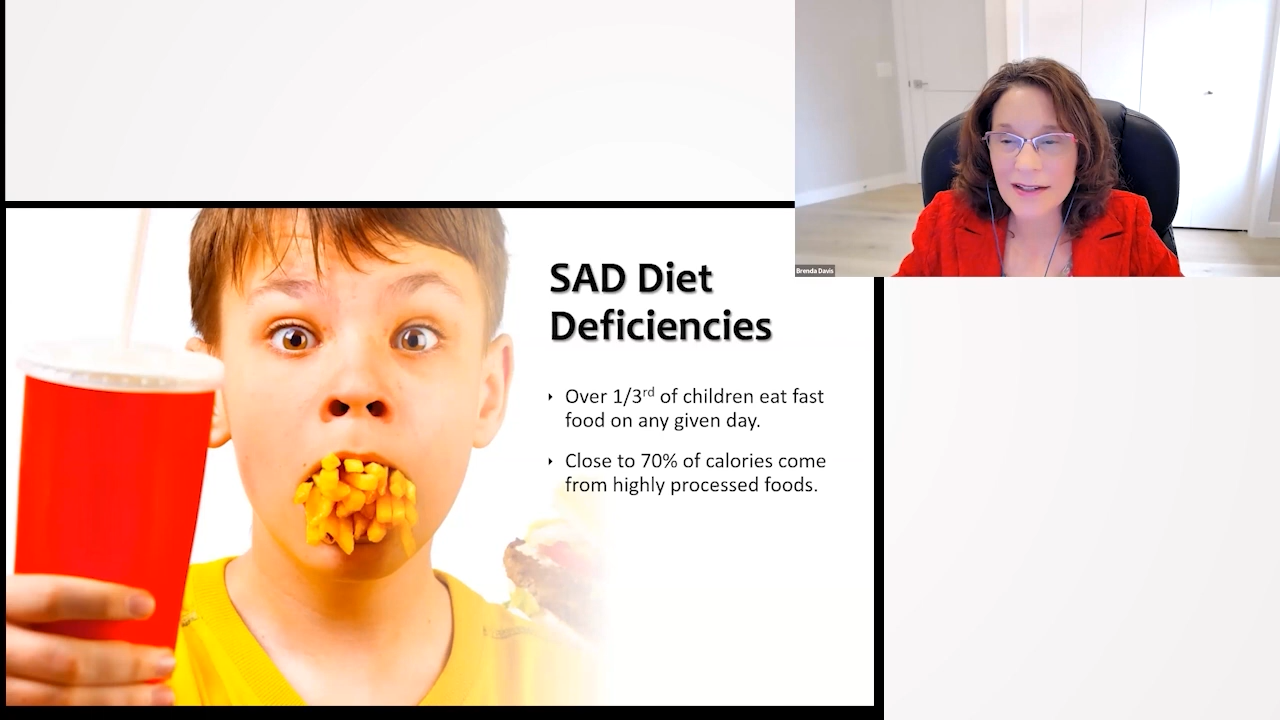 Brenda Davis
SAD Diet
Deficiencies
Over 1/3rd of children eat fast
food on any given day.
Close to 70% of calories come
from highly processed foods.